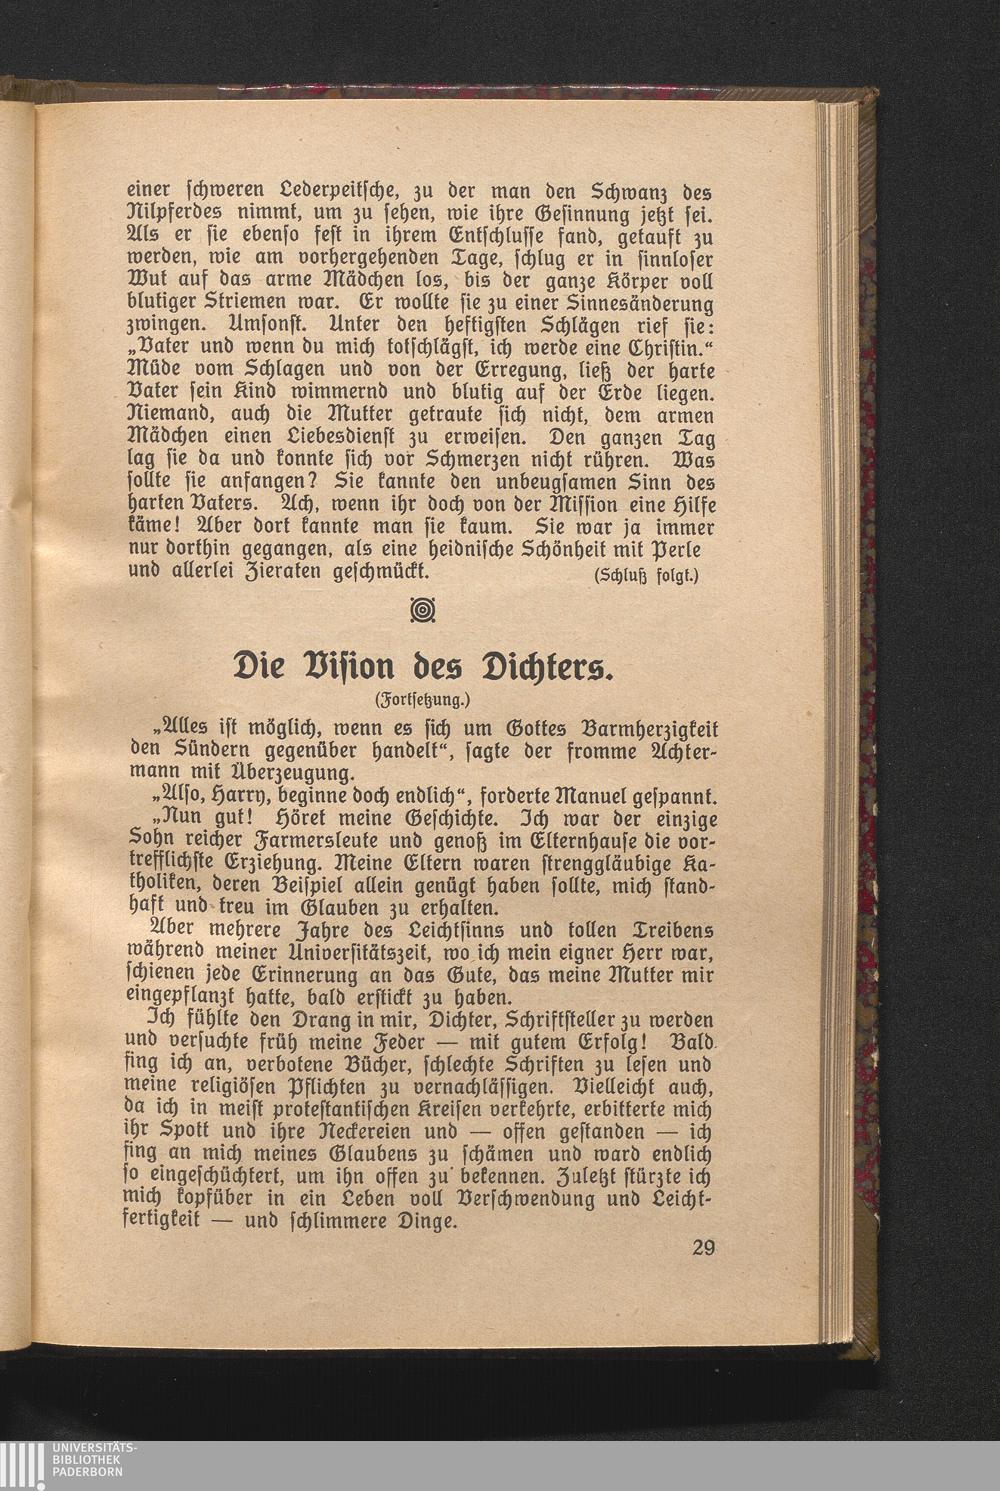 einer schweren Lederpeitsche, zu der man den Schwanz des
Nilpferdes nimmt, um zu sehen, wie ihre Gesinnung jetzt sei.
Als er sie ebenso fest in ihrem Entschlusse fand, getauft zu
werden, wie am vorhergehenden Tage, schlug er in sinnloser
Wut auf das arme Mädchen los, bis der ganze Körper voll
blutiger Striemen war. Er wollte sie zu einer Sinnesänderung
zwingen. Umsonst. Unter den heftigsten Schlägen rief sie:
„Vater und wenn du mich totschlägst, ich werde eine Christin.“
Müde vom Schlagen und von der Erregung, ließ der harte
Vater sein Kind wimmernd und blutig auf der Erde liegen.
Niemand, auch die Mutter getraute sich nicht, dem armen
Mädchen einen Liebesdienst zu erweisen. Den ganzen Tag
lag sie da und konnte sich vor Schmerzen nicht rühren. Was
sollte sie anfangen? Sie kannte den unbeugsamen Sinn des
harten Vaters. Ach, wenn ihr doch von der Mission eine Hilfe
käme! Aber dort kannte man sie kaum. Sie war ja immer
nur dorthin gegangen, als eine heidnische Schönheit mit Perle
und allerlei Zieraten geschmückt. (Schluß folgt.)
Die Vision des Dichters.
(Fortsetzung.)
„Alles ist möglich, wenn es sich um Gottes Barmherzigkeit
den Sündern gegenüber handelt“, sagte der fromme Achter-
mann mit Überzeugung.
„Also, Harry, beginne doch endlich“, forderte Manuel gespannt.
„Nun gut! Höret meine Geschichte. Ich war der einzige
Sohn reicher Farmersleute und genoß im Elternhause die vor-
trefflichste Erziehung. Meine Eltern waren strenggläubige Ka-
tholiken, deren Beispiel allein genügt haben sollte, mich stand-
haft und treu im Glauben zu erhalten.
Aber mehrere Jahre des Leichtsinns und tollen Treibens
während meiner Universitätszeit, wo ich mein eigner Herr war,
schienen jede Erinnerung an das Gute, das meine Mutter mir
eingepflanzt hatte, bald erstickt zu haben.
Ich fühlte den Drang in mir, Dichter, Schriftsteller zu werden
und versuchte früh meine Feder — mit gutem Erfolg! Bald
fing ich an, verbotene Bücher, schlechte Schriften zu lesen und
meine religiösen Pflichten zu vernachlässigen. Vielleicht auch,
da ich in meist protestantischen Kreisen verkehrte, erbitterte mich
ihr Spott und ihre Neckereien und — offen gestanden — ich
fing an mich meines Glaubens zu schämen und ward endlich
so eingeschüchtert, um ihn offen zu bekennen. Zuletzt stürzte ich
mich kopfüber in ein Leben voll Verschwendung und Leicht-
fertigkeit — und schlimmere Dinge.
29
UNIVERSITÄTS-
BIBLIOTHEK
PADERBORN